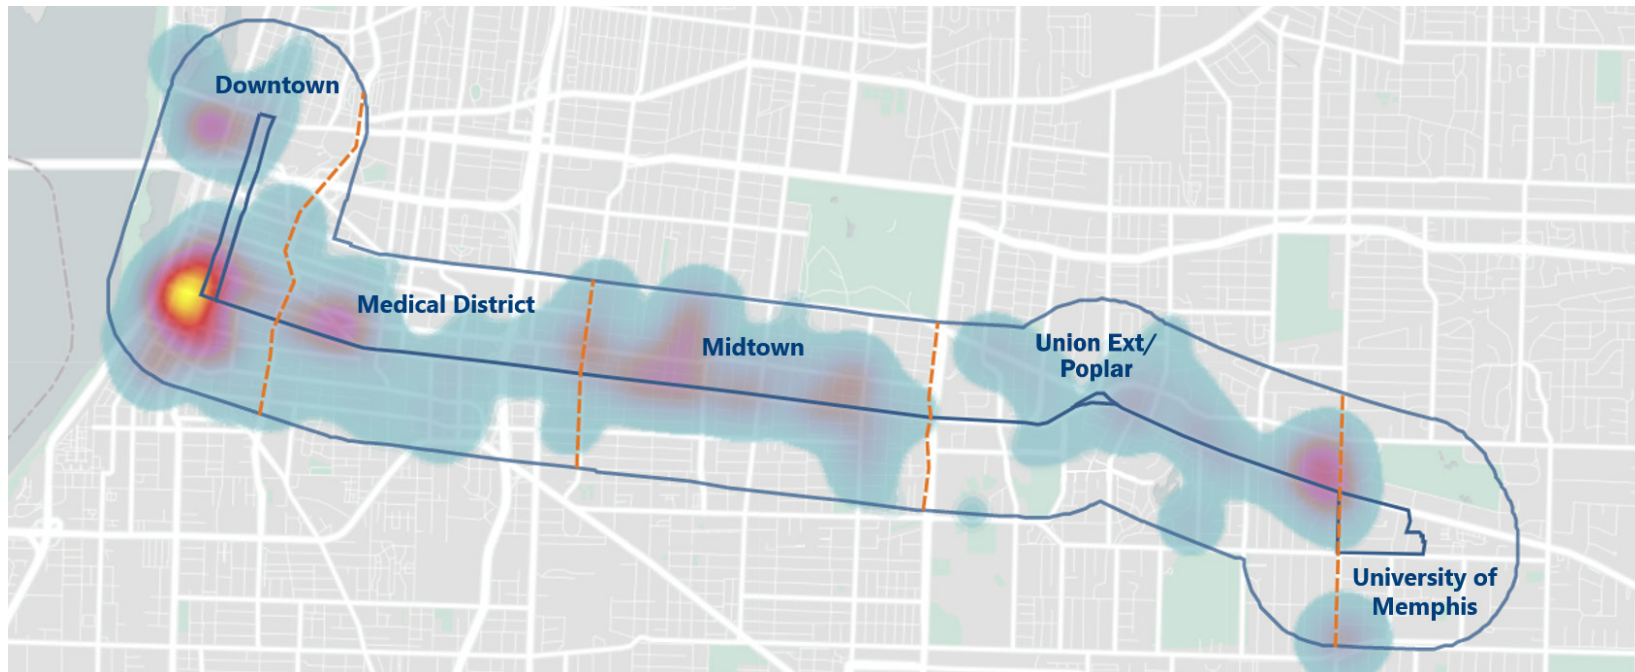 Downtown
Medical District
Midtown
Union Ext/
Poplar
University of
Memphis